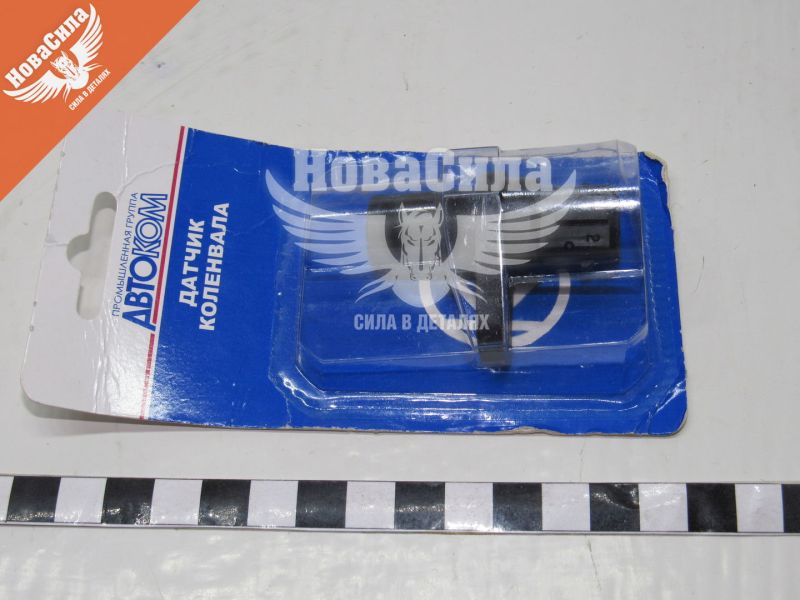 НоваСила
СИЛА В ДЕТАЛЯХ
НоваСила
СИЛА В ДЕТАЛЯХ
ПРОМЫШЛЕННАЯ ГРУППА
АВТОКОМ
ДАТЧИК
КОЛЕНВАЛА